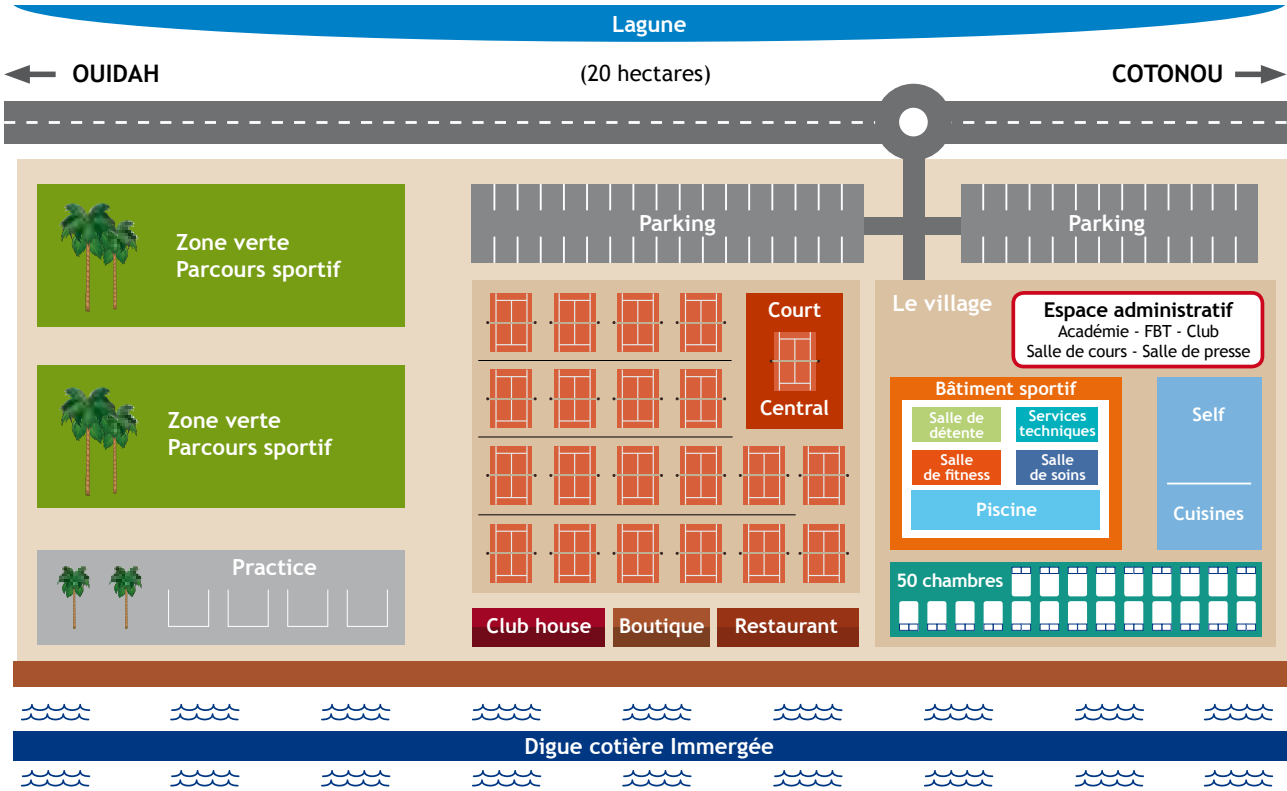 Lagune
OUIDAH
(20 hectares)
COTONOU
Parking
Parking
Zone verte
Parcours sportif
Zone verte
Parcours sportif
Practice
Court
Central
Club house
Boutique
Restaurant
Le village
Espace administratif
Académie - FBT - Club
Salle de cours - Salle de presse
Bâtiment sportif
Salle de
détente
Services
techniques
Salle
de fitness
Salle
de soins
Piscine
Self
Cuisines
50 chambres
Digue cotière Immergée